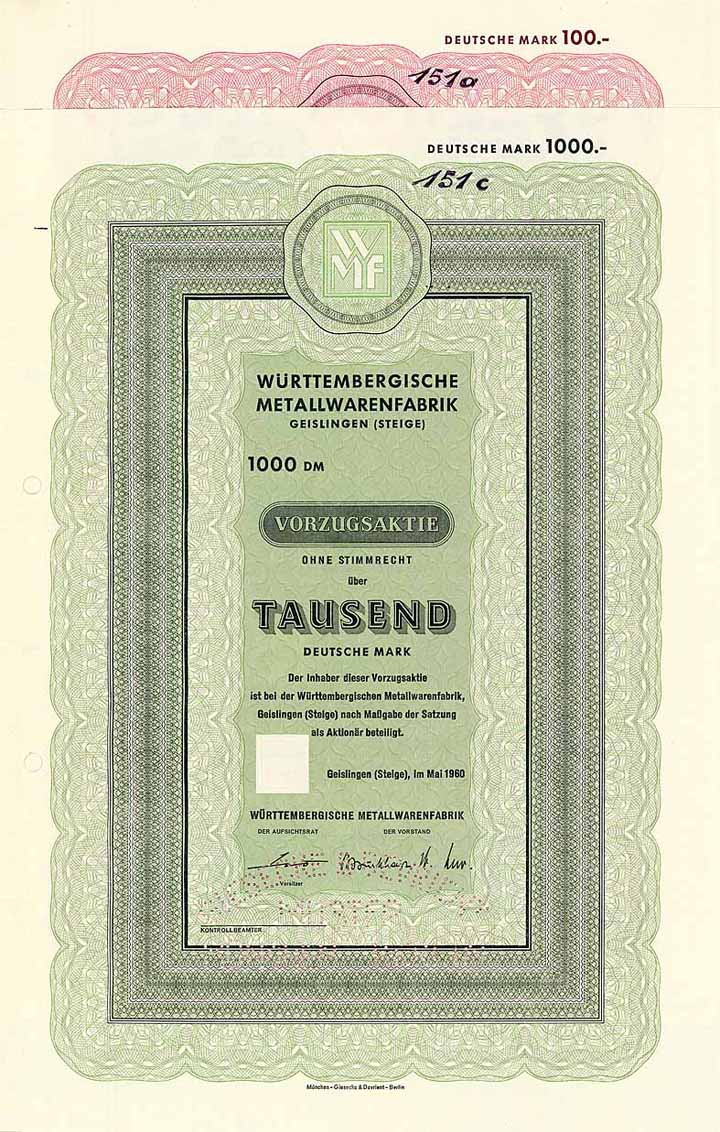 DEUTSCHE MARK 100.-
151a
DEUTSCHE MARK 1000.-
151c
WMF
WÜRTTEMBERGISCHE
METALLWARENFABRIK
GEISLINGEN (STEIGE)
1000 DM
VORZUGSAKTIE
OHNE STIMMRECHT
über
TAUSEND
DEUTSCHE MARK
Der Inhaber dieser Vorzugsaktie
ist bei der Württembergischen Metallwarenfabrik,
Geislingen (Steige) nach Maßgabe der Satzung
als Aktionär beteiligt.
Geislingen (Steige), im Mai 1960
WÜRTTEMBERGISCHE METALLWARENFABRIK
DER AUFSICHTSRAT DER VORSTAND
Vorsitzer
KONTROLLBEAMTER
München – Giesecke & Devrient – Berlin